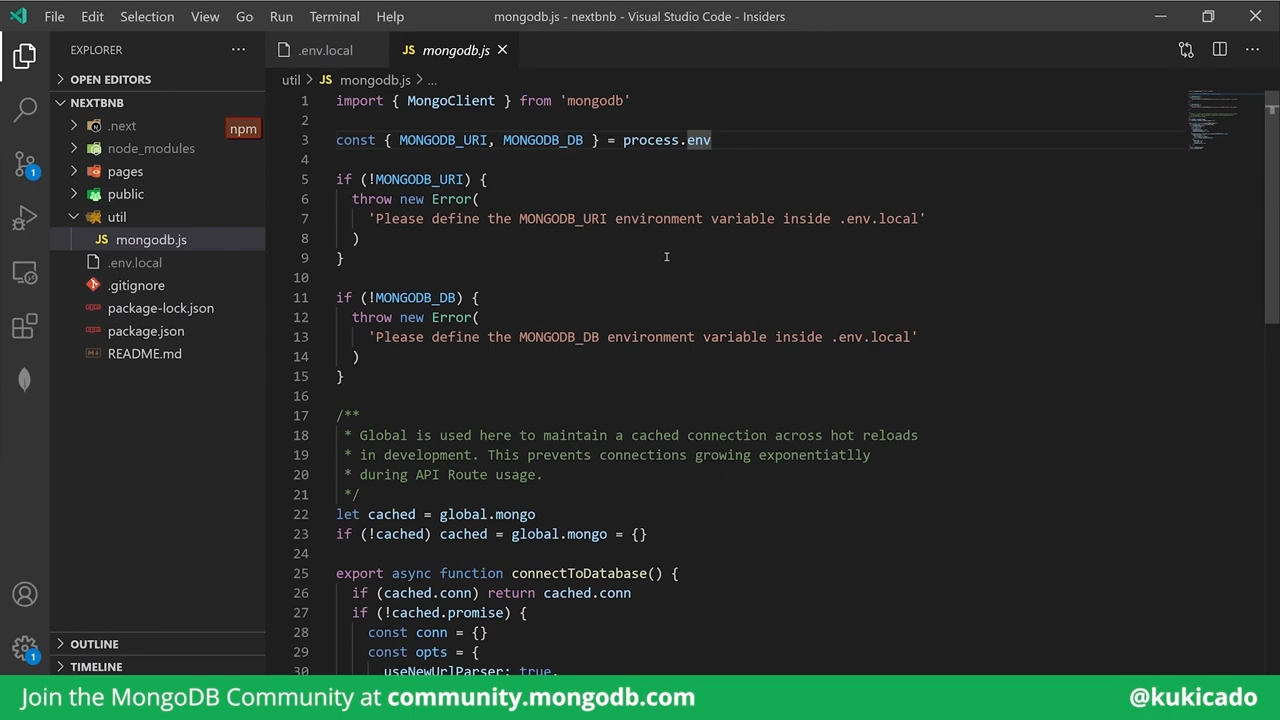 File Edit Selection View Go Run Terminal Help mongodb.js - nextbnb - Visual Studio Code - Insiders
EXPLORER
.env.local JS mongodb.js
OPEN EDITORS
util JS mongodb.js ...
NEXTBNB
.next
npm
node_modules
pages
public
util
JS mongodb.js
.env.local
.gitignore
package-lock.json
package.json
README.md
OUTLINE
TIMELINE
1
1
1 import { MongoClient } from 'mongodb'
2
3 const { MONGODB_URI, MONGODB_DB } = process.env
4
5 if (!MONGODB_URI) {
6 throw new Error(
7 'Please define the MONGODB_URI environment variable inside .env.local'
8 )
9 }
10
11 if (!MONGODB_DB) {
12 throw new Error(
13 'Please define the MONGODB_DB environment variable inside .env.local'
14 )
15 }
16
17 /**
18 * Global is used here to maintain a cached connection across hot reloads
19 * in development. This prevents connections growing exponentiatlly
20 * during API Route usage.
21 */
22 let cached = global.mongo
23 if (!cached) cached = global.mongo = {}
24
25 export async function connectToDatabase() {
26 if (cached.conn) return cached.conn
27 if (!cached.promise) {
28 const conn = {}
29 const opts = {
30 useNewUrlParser: true,
Join the MongoDB Community at community.mongodb.com
@kukicado